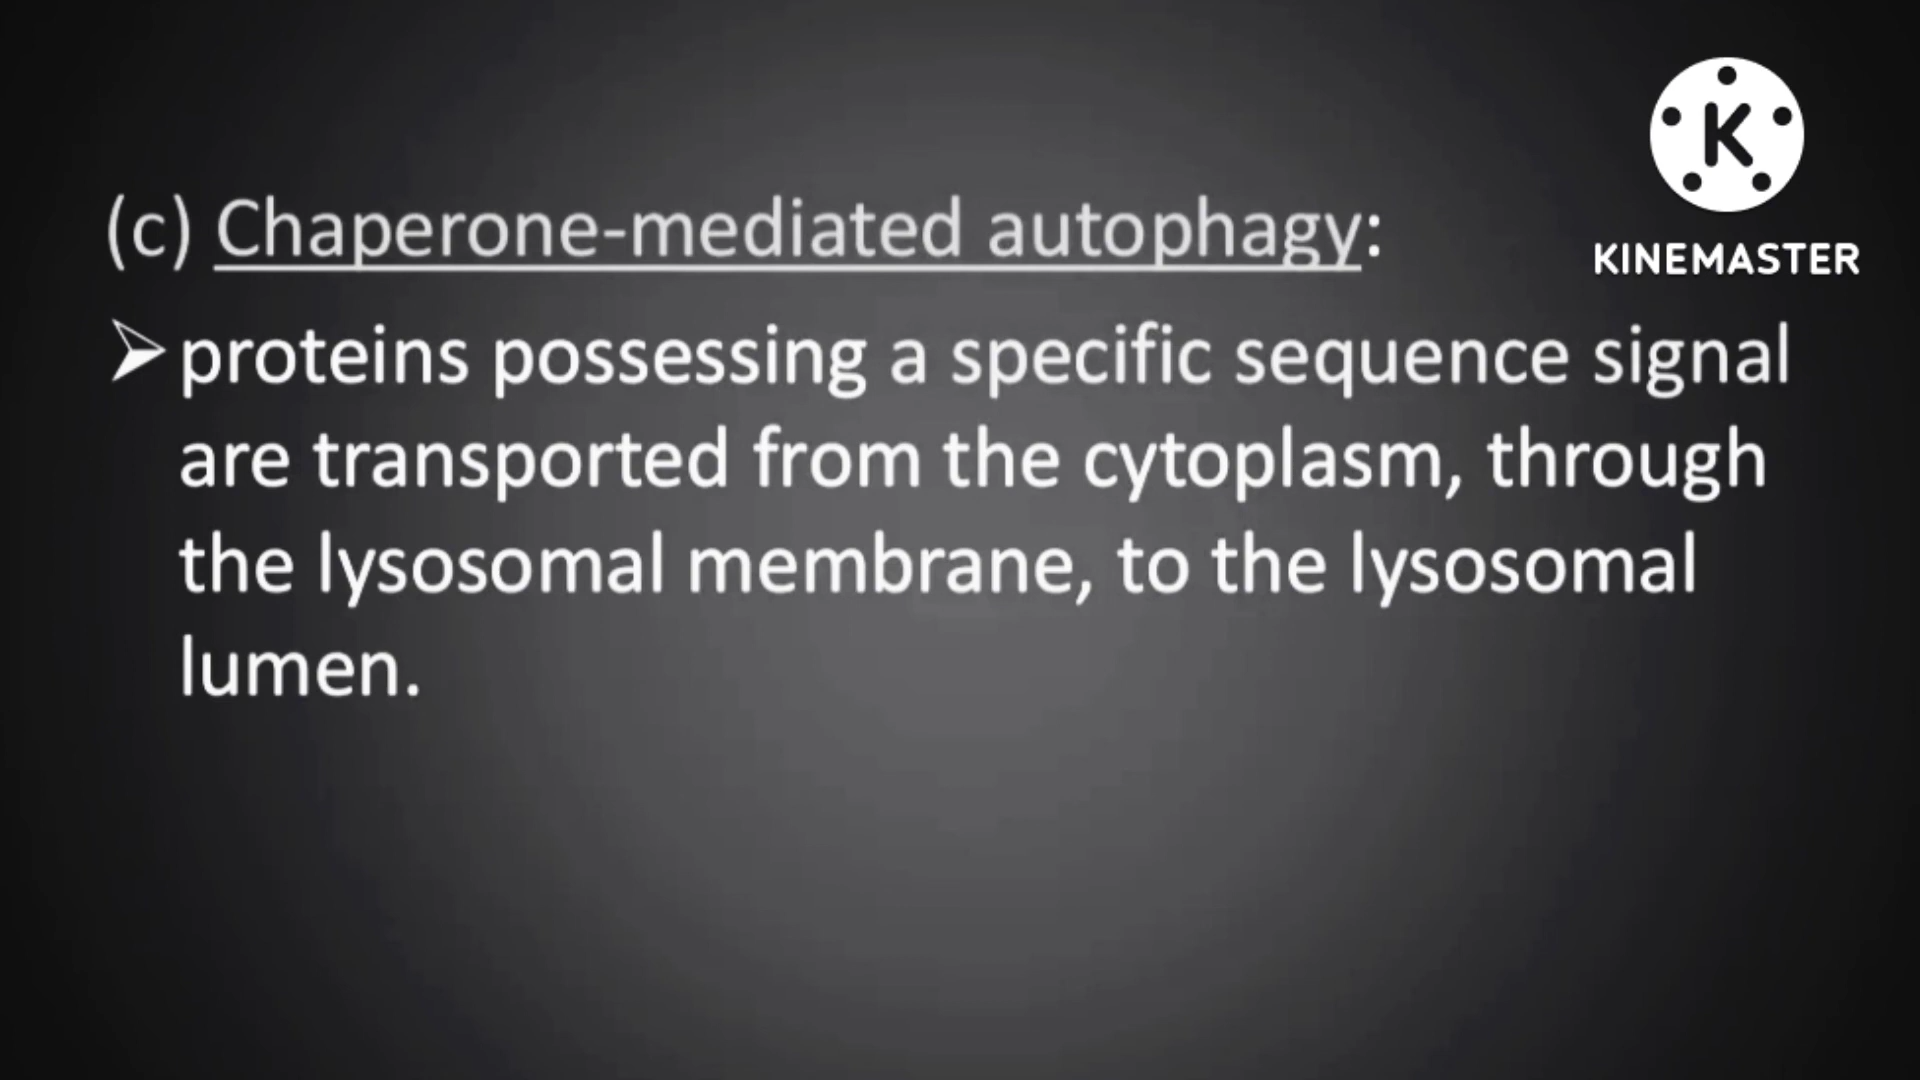 (c) Chaperone-mediated autophagy:
K
KINEMASTER
➢ proteins possessing a specific sequence signal
are transported from the cytoplasm, through
the lysosomal membrane, to the lysosomal
lumen.